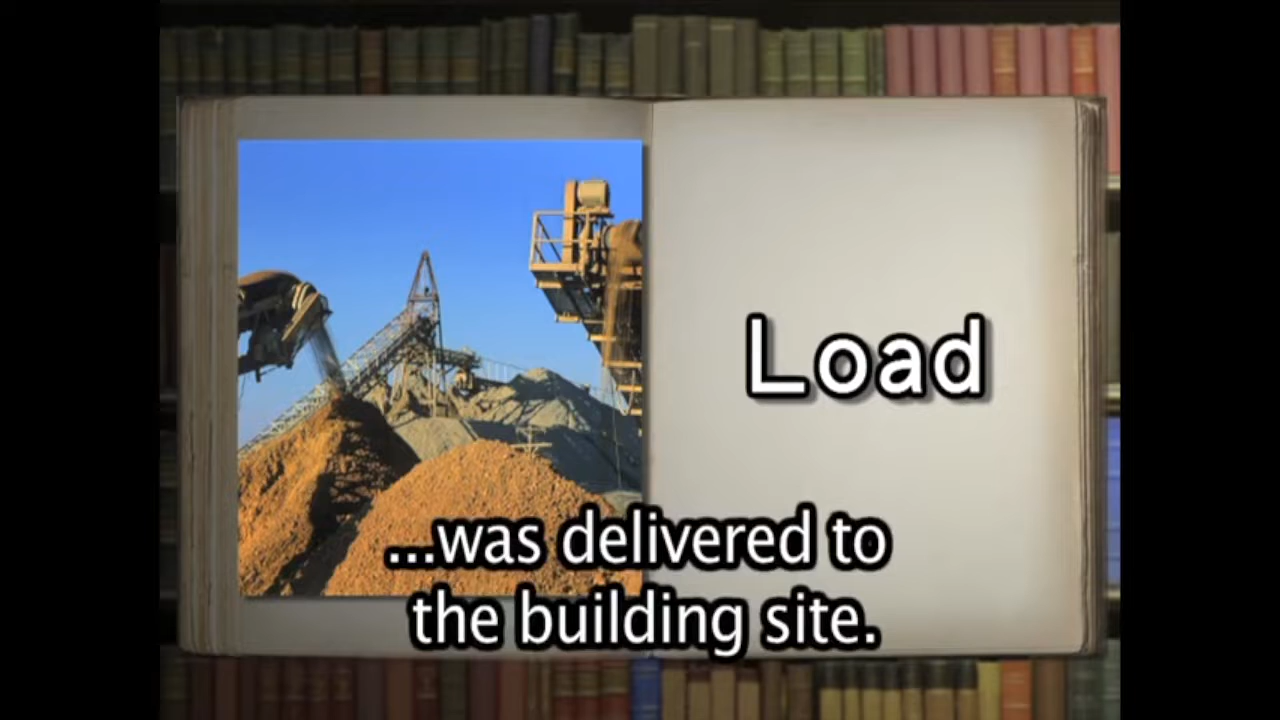 Load
...was delivered to
the building site.